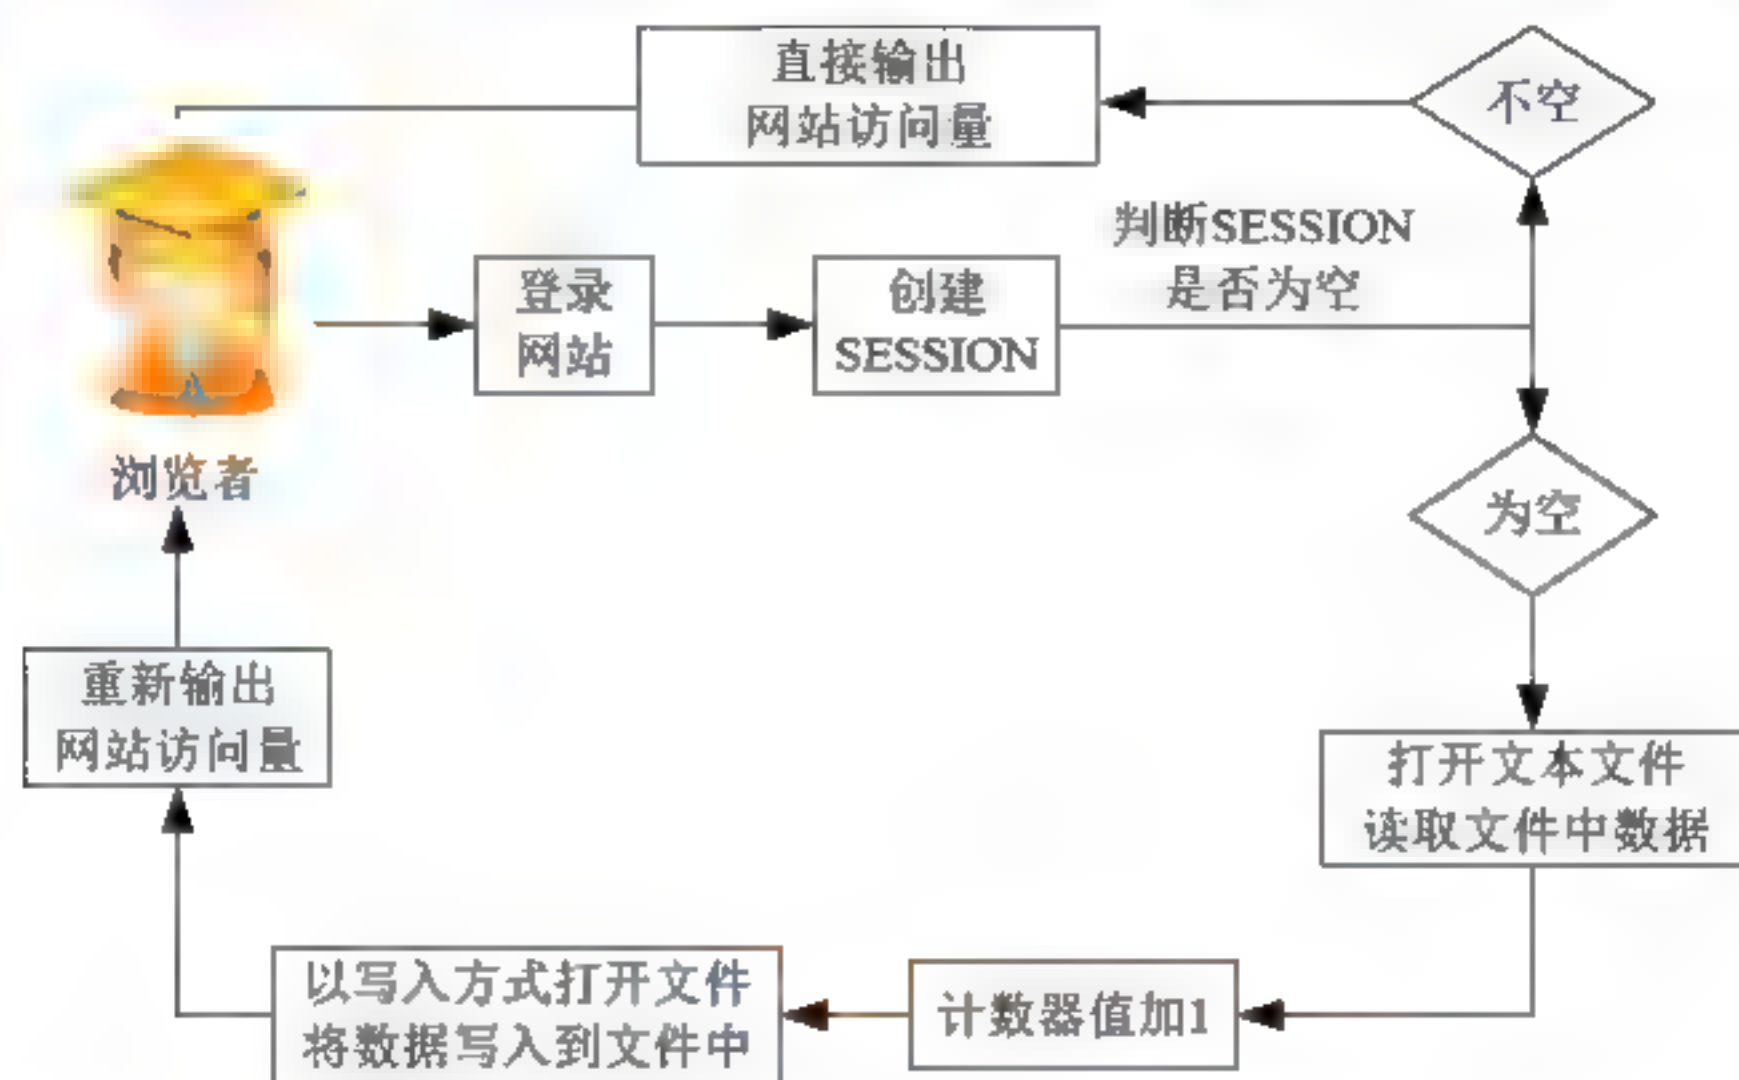 直接输出
网站访问量
不空
判断SESSION
是否为空
登录
网站
创建
SESSION
浏览者
为空
重新输出
网站访问量
打开文本文件
读取文件中数据
以写入方式打开文件
将数据写入到文件中
计数器值加1